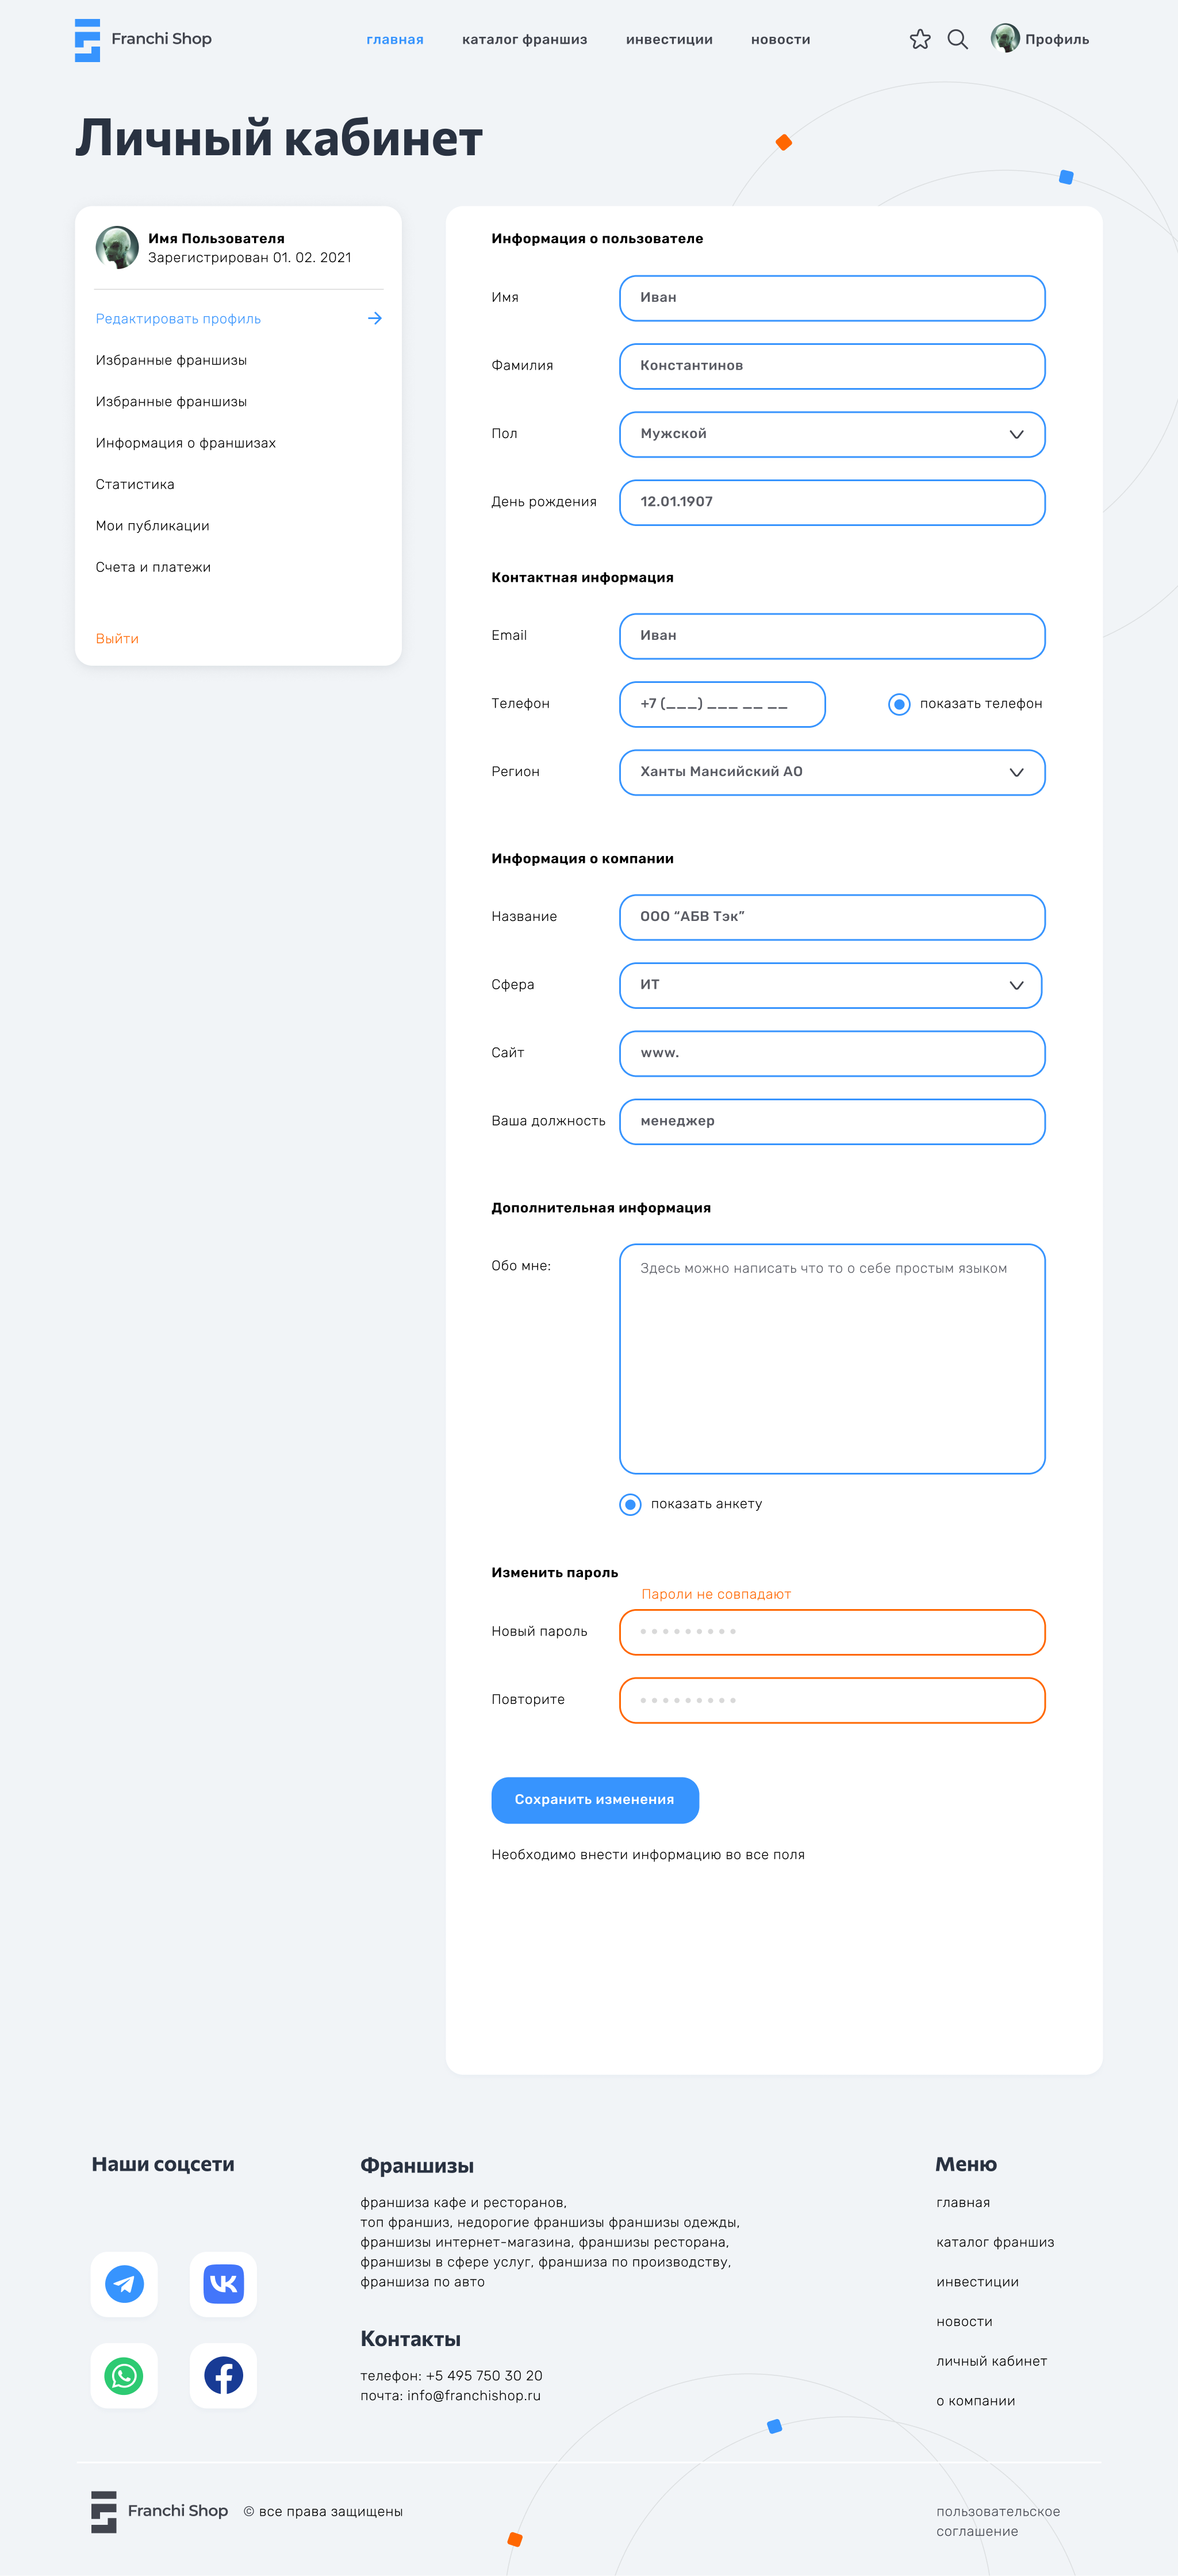 Franchi Shop
главная
каталог франшиз
инвестиции
новости
Профиль
Личный кабинет
Имя Пользователя
Зарегистрирован 01. 02. 2021
Редактировать профиль
Избранные франшизы
Избранные франшизы
Информация о франшизах
Статистика
Мои публикации
Счета и платежи
Выйти
Информация о пользователе
Имя
Иван
Фамилия
Константинов
Пол
Мужской
День рождения
12.01.1907
Контактная информация
Email
Иван
Телефон
+7 (___) ___ __ __
показать телефон
Регион
Ханты Мансийский АО
Информация о компании
Название
ООО “АБВ Тэк”
Сфера
ИТ
Сайт
www.
Ваша должность
менеджер
Дополнительная информация
Обо мне:
Здесь можно написать что то о себе простым языком
показать анкету
Изменить пароль
Пароли не совпадают
Новый пароль
Повторите
Сохранить изменения
Необходимо внести информацию во все поля
Наши соцсети
Франшизы
франшиза кафе и ресторанов,
топ франшиз, недорогие франшизы франшизы одежды,
франшизы интернет-магазина, франшизы ресторана,
франшизы в сфере услуг, франшиза по производству,
франшиза по авто
Контакты
телефон: +5 495 750 30 20
почта: info@franchishop.ru
Меню
главная
каталог франшиз
инвестиции
новости
личный кабинет
о компании
Franchi Shop
© все права защищены
пользовательское
соглашение